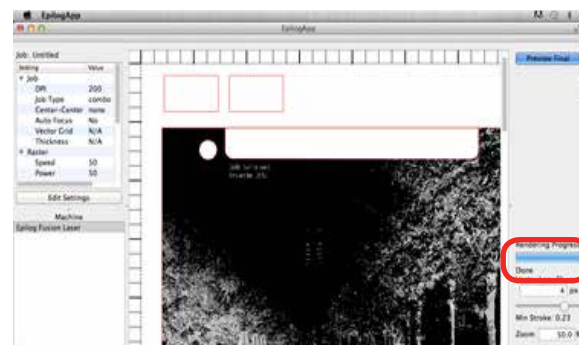 EpilogApp
EpilogApp
Job: Untitled
Setting Value
Job
DPI 200
Job Type combo
Center-Center none
Auto Focus No
Vector Grid N/A
Thickness N/A
Raster
Speed 50
Power 50
Edit Settings
Machine
Epilog Fusion Laser
Preview Final
Rendering Progress
Done
4 px
Min Stroke: 0.23
Zoom 50.0 %